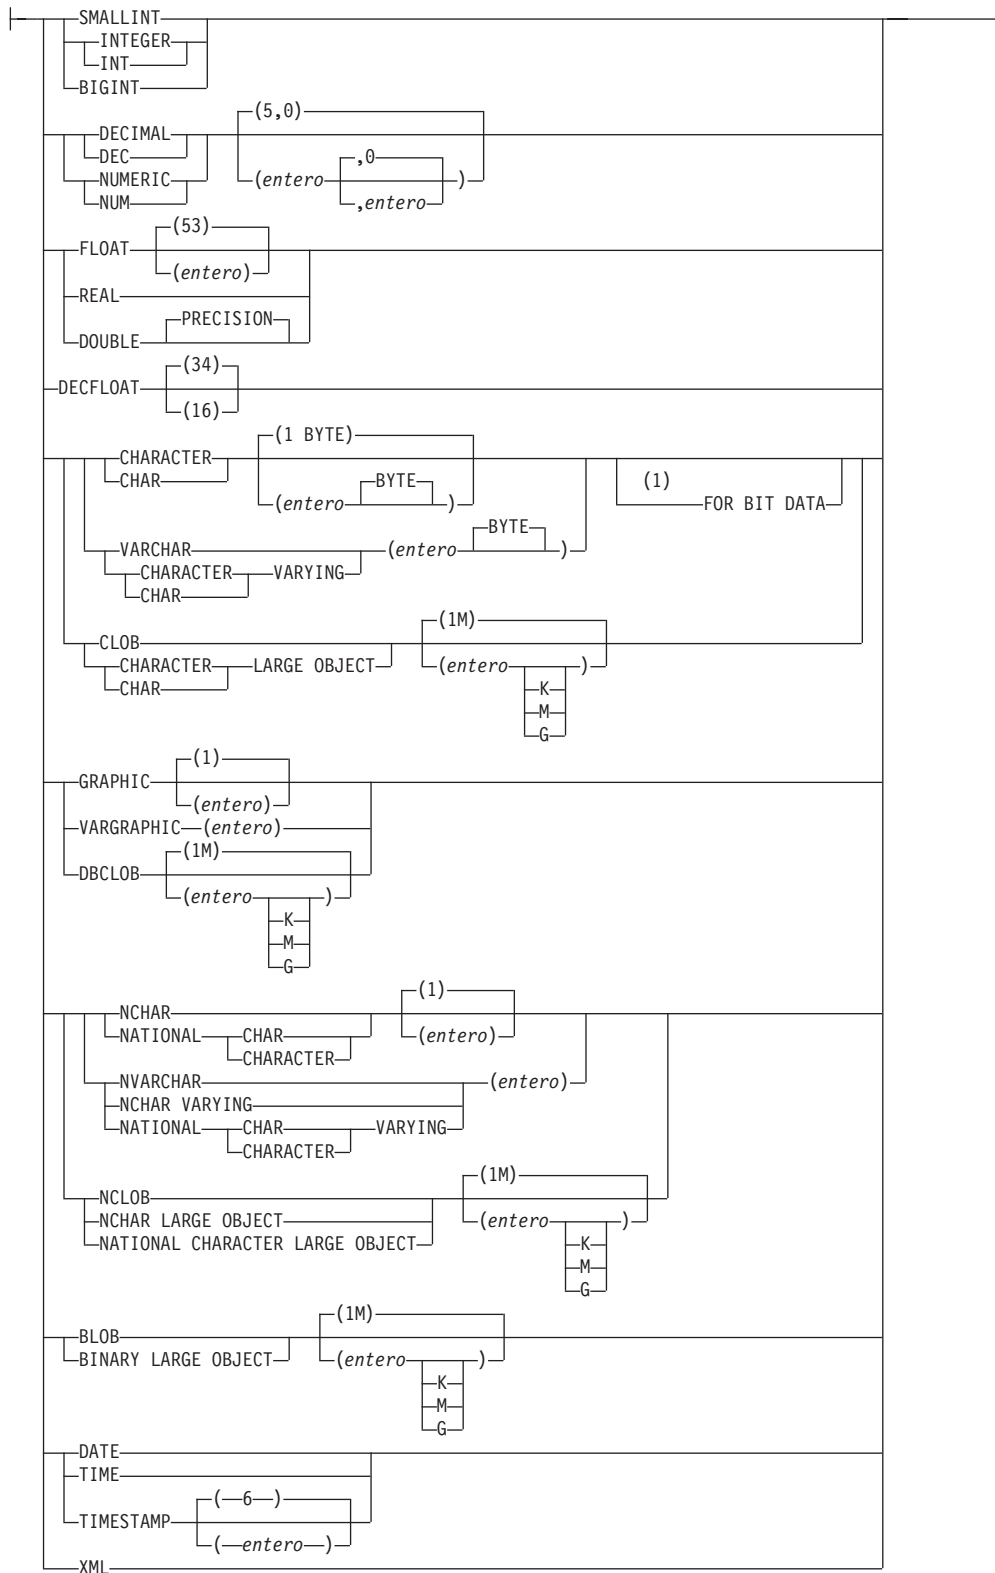 SMALLINT
INTEGER
INT
BIGINT
(5,0)
DECIMAL
DEC
,0
NUMERIC
(entero )
NUM
,entero
(53)
FLOAT
(entero)
REAL
PRECISION
DOUBLE
(34)
DECFLOAT
(16)
(1 BYTE)
CHARACTER
CHAR
BYTE
(1)
(entero )
FOR BIT DATA
BYTE
VARCHAR
(entero )
CHARACTER VARYING
CHAR
(1M)
CLOB
CHARACTER LARGE OBJECT
(entero )
CHAR
K
M
G
(1)
GRAPHIC
(entero)
VARGRAPHIC (entero)
(1M)
DBCLOB
(entero )
K
M
G
(1)
NCHAR
NATIONAL CHAR
(entero)
CHARACTER
NVARCHAR
(entero)
NCHAR VARYING
NATIONAL CHAR VARYING
CHARACTER
(1M)
NCLOB
NCHAR LARGE OBJECT
(entero )
NATIONAL CHARACTER LARGE OBJECT
K
M
G
(1M)
BLOB
BINARY LARGE OBJECT
(entero )
K
M
G
DATE
TIME
( 6 )
TIMESTAMP
( entero )
XML